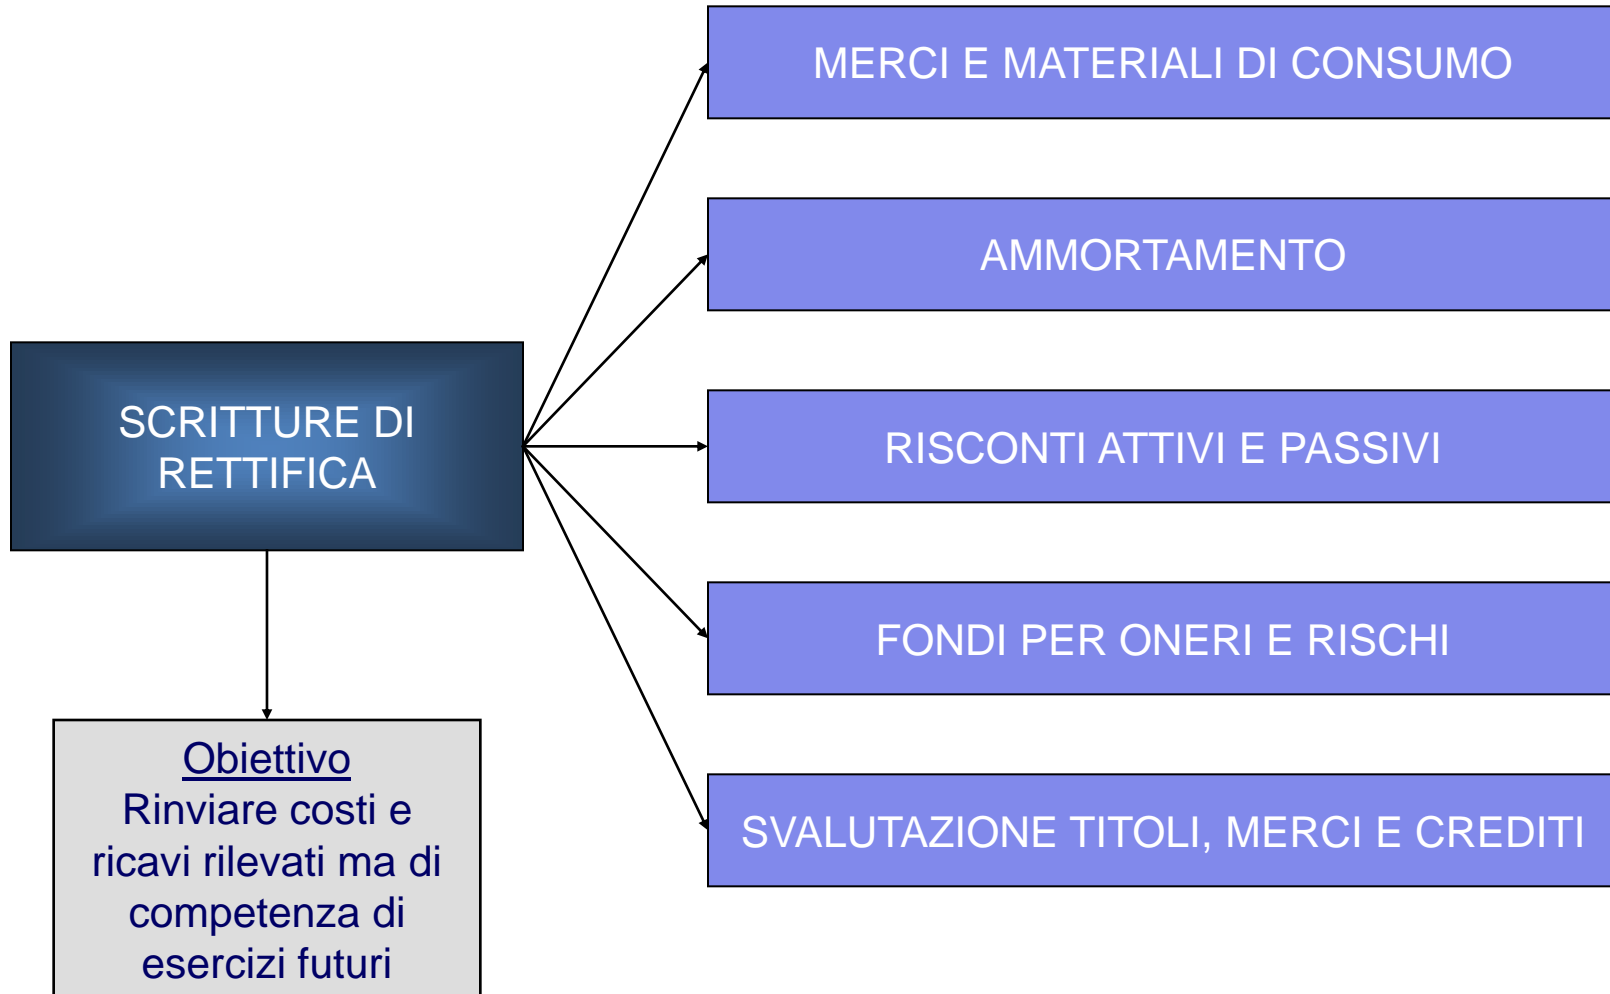 MERCI E MATERIALI DI CONSUMO
AMMORTAMENTO
SCRITTURE DI
RETTIFICA
RISCONTI ATTIVI E PASSIVI
FONDI PER ONERI E RISCHI
SVALUTAZIONE TITOLI, MERCI E CREDITI
Obiettivo
Rinviare costi e
ricavi rilevati ma di
competenza di
esercizi futuri